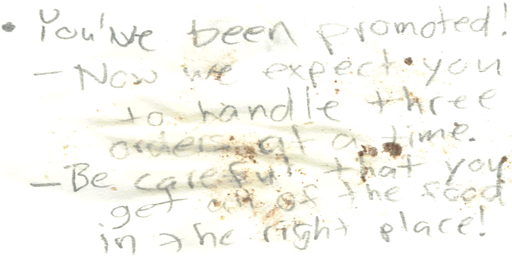 • You've been promoted!
- Now we expect you
to handle three
orders at a time.
- Be careful that you
get all of the food
in the right place!